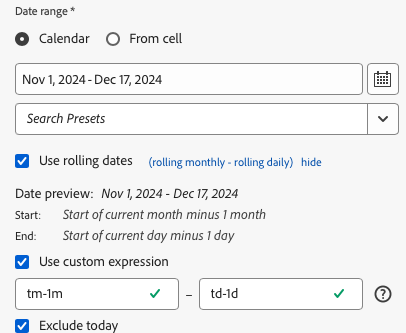 Date range *
Calendar From cell
Nov 1, 2024 - Dec 17, 2024
Search Presets
Use rolling dates (rolling monthly - rolling daily) hide
Date preview: Nov 1, 2024 - Dec 17, 2024
Start: Start of current month minus 1 month
End: Start of current day minus 1 day
Use custom expression
tm-1m – td-1d ?
Exclude today